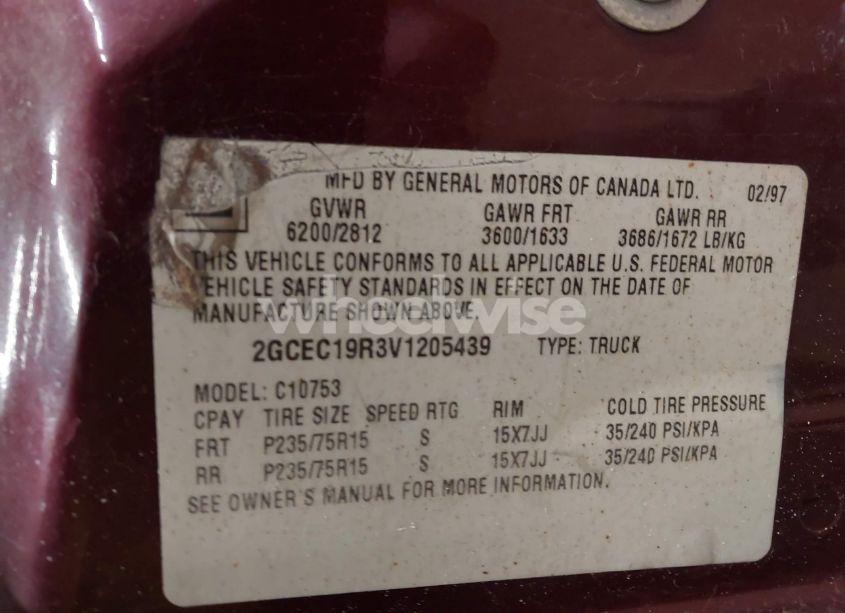 MFD BY GENERAL MOTORS OF CANADA LTD. 02/97
GVWR GAWR FRT GAWR RR
6200/2812 3600/1633 3686/1672 LB/KG
THIS VEHICLE CONFORMS TO ALL APPLICABLE U.S. FEDERAL MOTOR
VEHICLE SAFETY STANDARDS IN EFFECT ON THE DATE OF
MANUFACTURE SHOWN ABOVE.
wheelwise
2GCEC19R3V1205439 TYPE: TRUCK
MODEL: C10753
CPAY TIRE SIZE SPEED RTG RIM COLD TIRE PRESSURE
FRT P235/75R15 S 15X7JJ 35/240 PSI/KPA
RR P235/75R15 S 15X7JJ 35/240 PSI/KPA
SEE OWNER'S MANUAL FOR MORE INFORMATION.